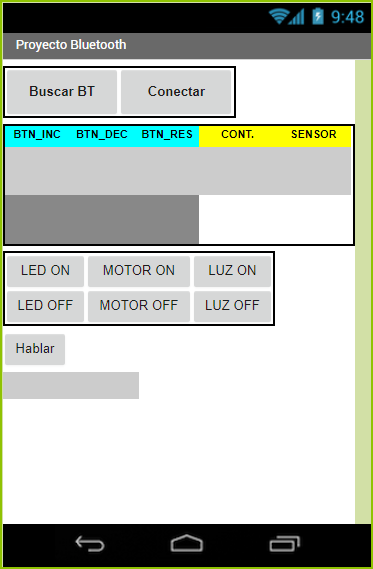 9:48
Proyecto Bluetooth
Buscar BT Conectar
BTN_INC BTN_DEC BTN_RES CONT. SENSOR
LED ON MOTOR ON LUZ ON
LED OFF MOTOR OFF LUZ OFF
Hablar